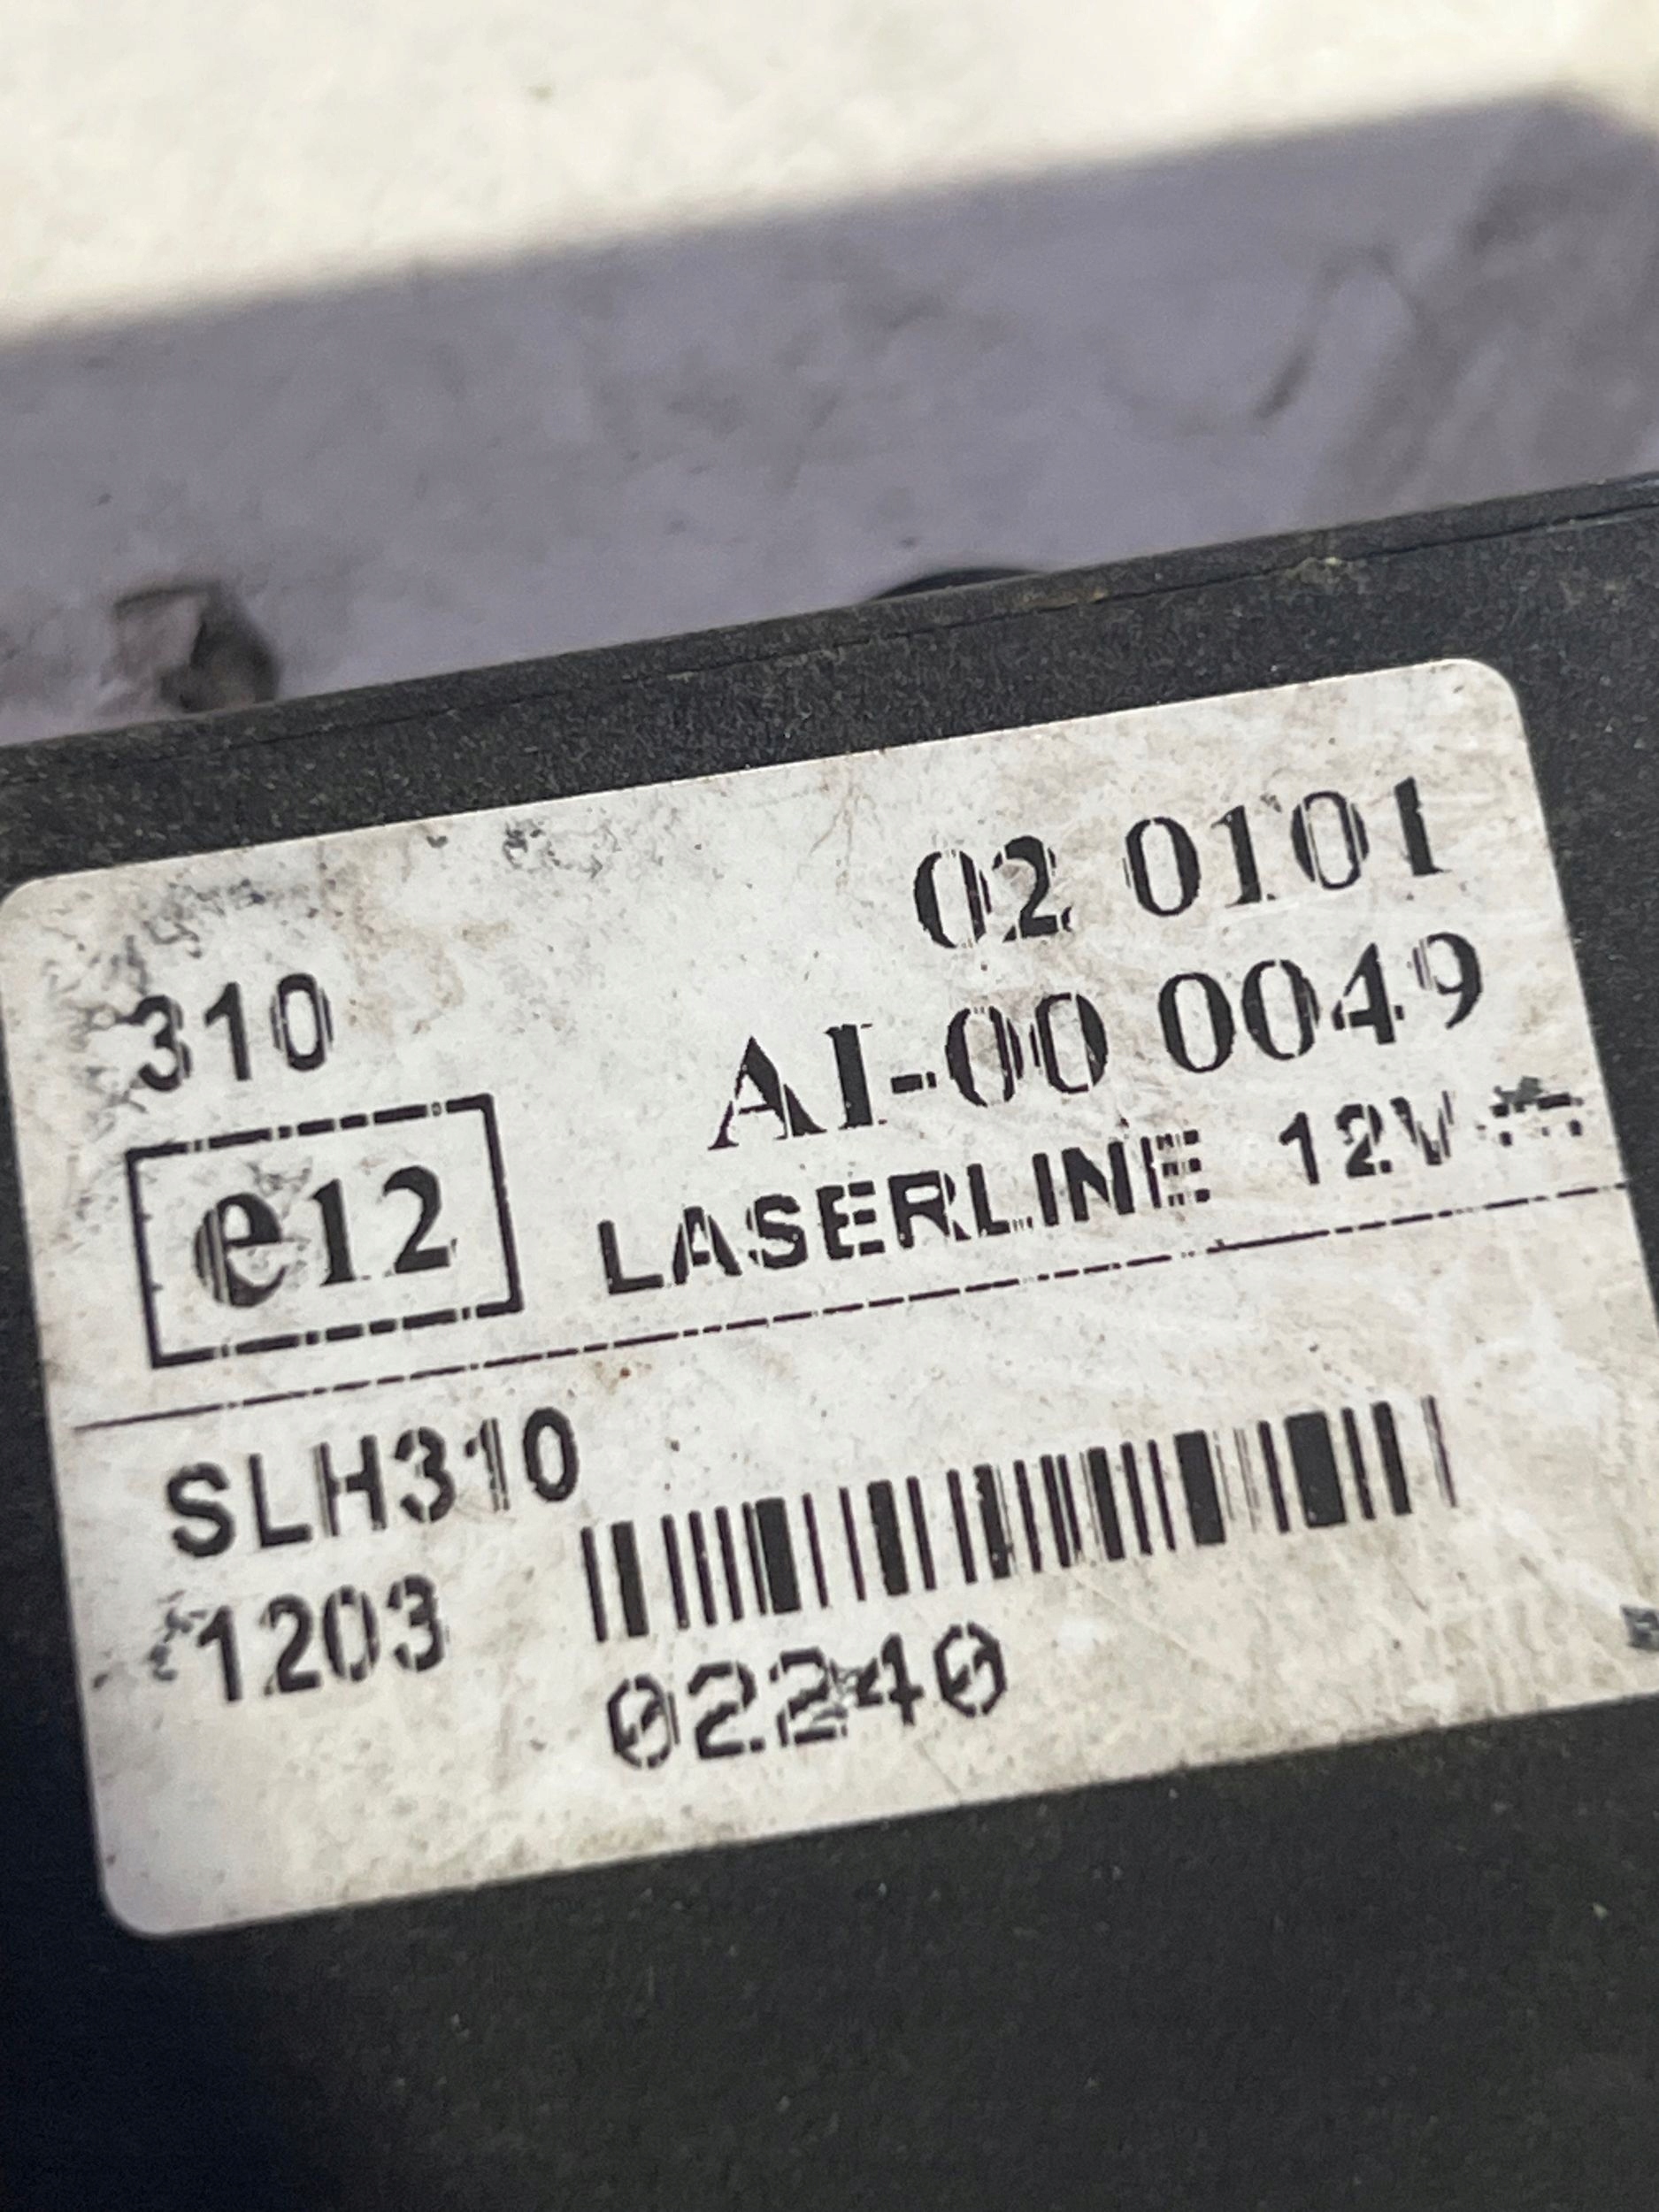 02 0101
310
AI-00 0049
e12
LASERLINE 12V
SLH310
1203
02240